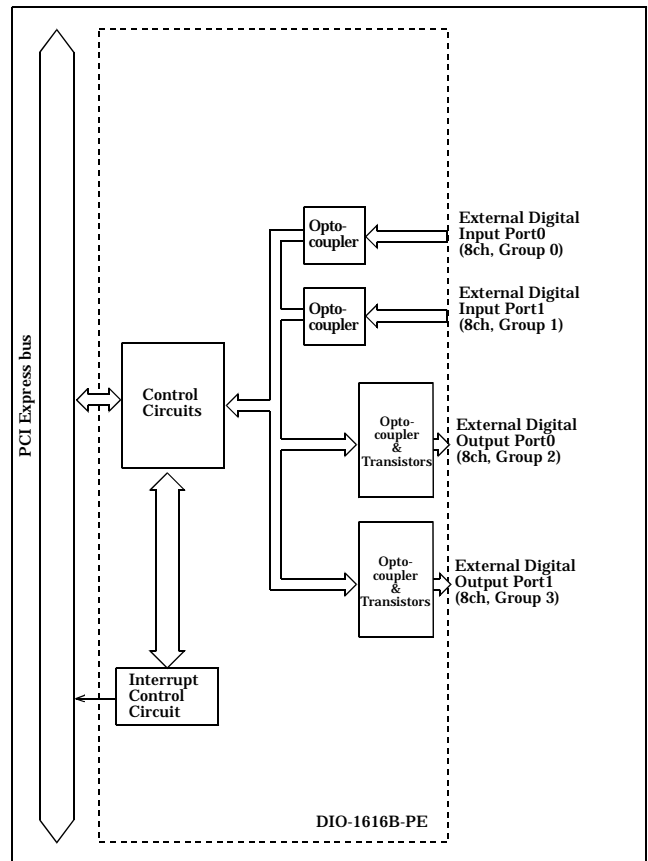 PCI Express bus
Opto-
coupler
External Digital
Input Port0
(8ch, Group 0)
Opto-
coupler
External Digital
Input Port1
(8ch, Group 1)
Control
Circuits
Opto-
coupler
&
Transistors
External Digital
Output Port0
(8ch, Group 2)
Opto-
coupler
&
Transistors
External Digital
Output Port1
(8ch, Group 3)
Interrupt
Control
Circuit
DIO-1616B-PE